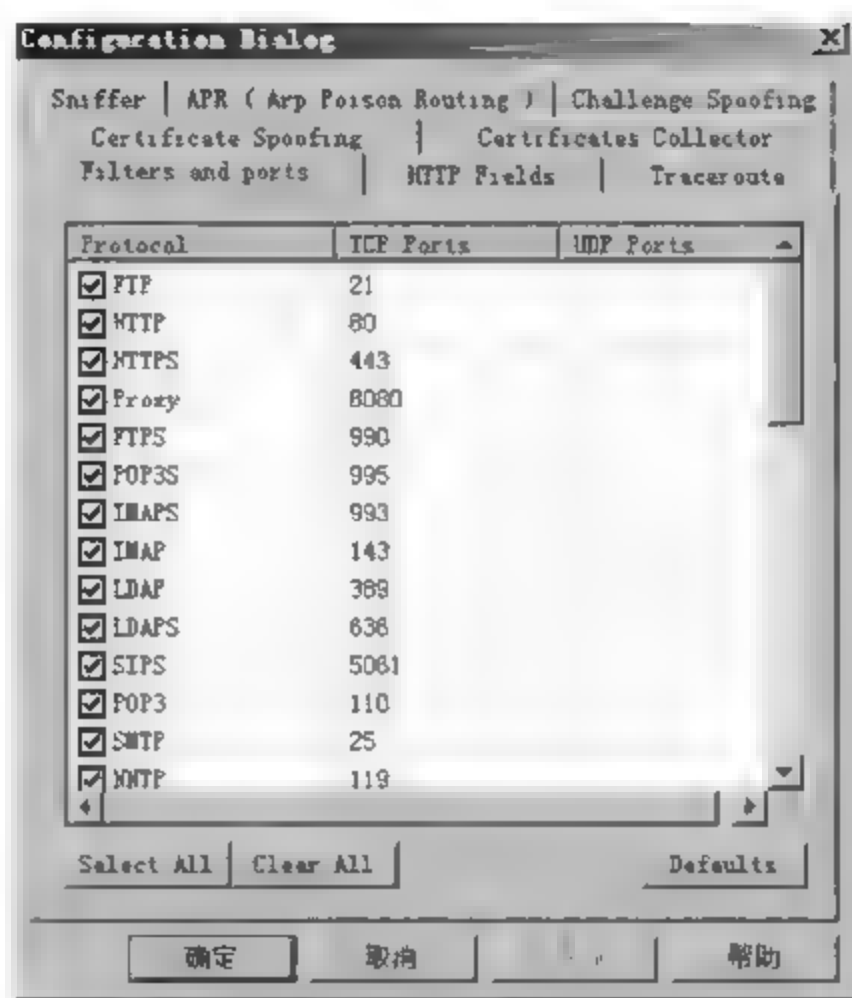 Configuration Dialog
Sniffer | APR ( Arp Poison Routing ) | Challenge Spoofing
Certificate Spoofing | Certificates Collector
Filters and ports | HTTP Fields | Traceroute
Protocol TCP Ports UDP Ports
FTP 21
HTTP 80
HTTPS 443
Proxy 8080
FTPS 990
POP3S 995
IMAPS 993
IMAP 143
LDAP 389
LDAPS 636
SIPS 5061
POP3 110
SMTP 25
NNTP 119
Select All Clear All Defaults
确定 取消 帮助